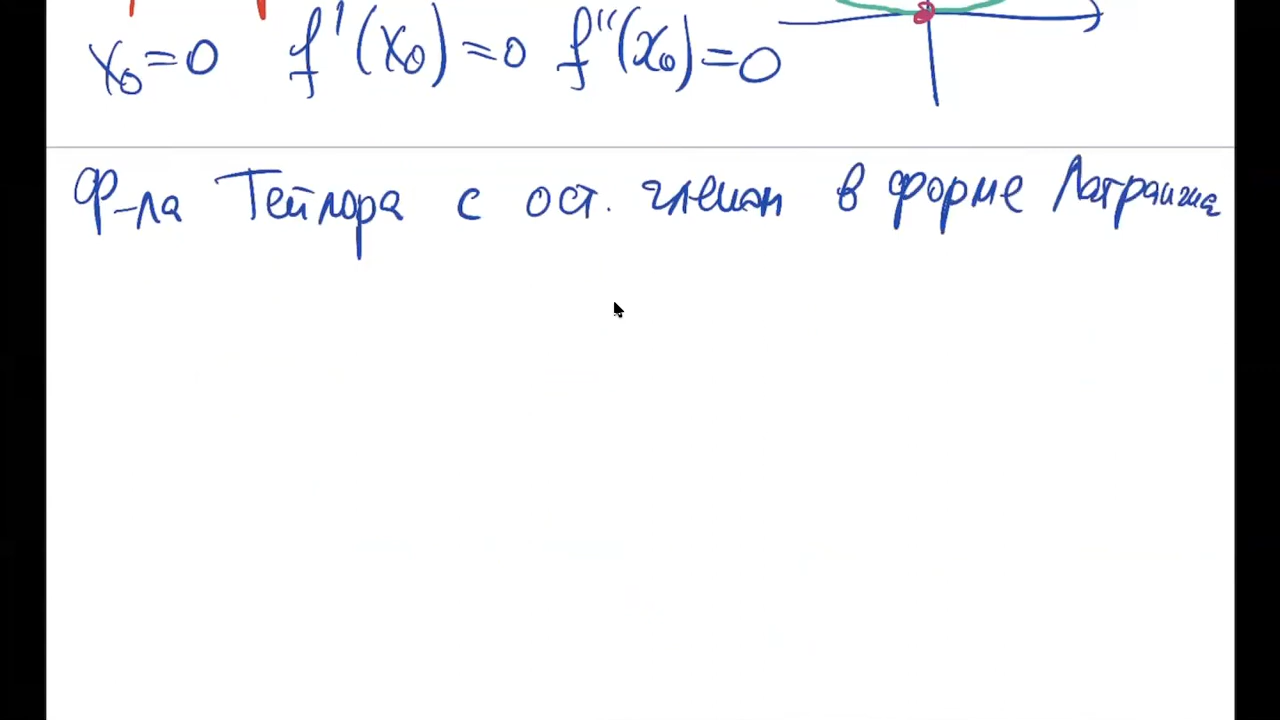 x₀=0 f'(x₀)=0 f''(x₀)=0
Ф-ла Тейлора с ост. членом в форме Лагранжа